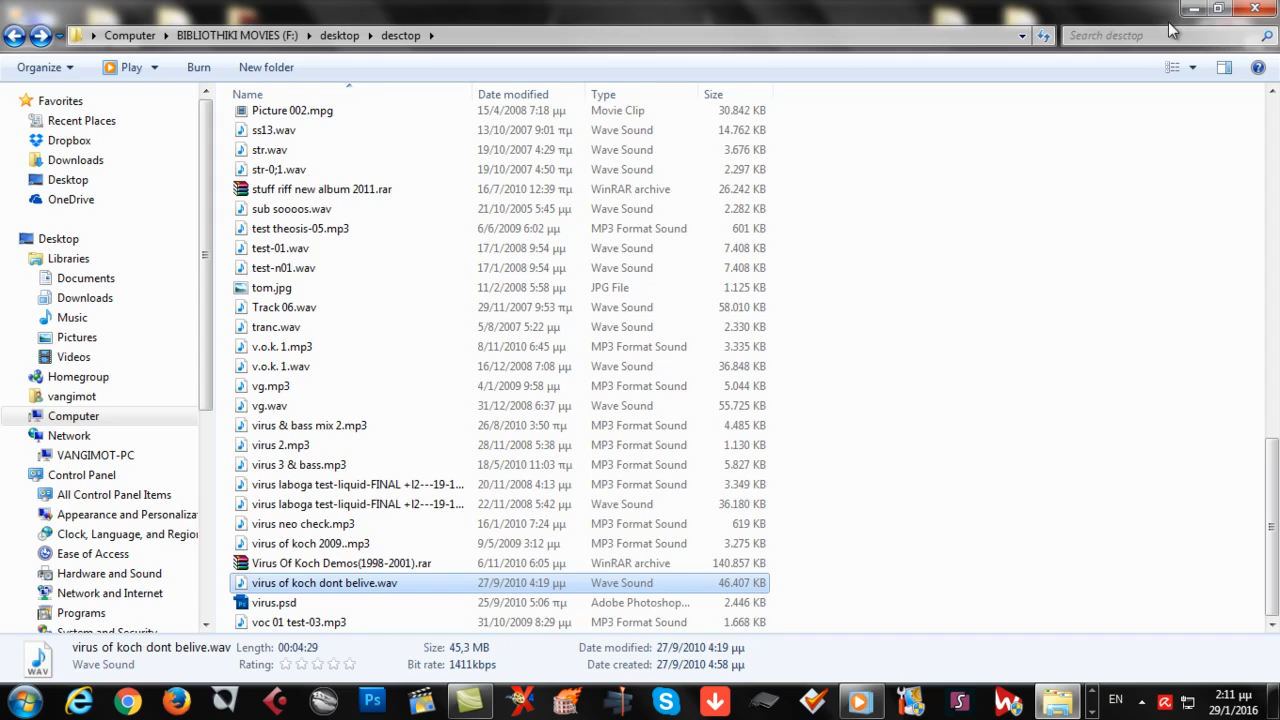 Computer BIBLIOTHIKI MOVIES (F:) desktop desctop Search desctop
Organize Play Burn New folder
Name Date modified Type Size
Favorites
Recent Places
Dropbox
Downloads
Desktop
OneDrive
Desktop
Libraries
Documents
Downloads
Music
Pictures
Videos
Homegroup
vangimot
Computer
Network
VANGIMOT-PC
Control Panel
All Control Panel Items
Appearance and Personaliza
Clock, Language, and Region
Ease of Access
Hardware and Sound
Network and Internet
Programs
System and Security
Picture 002.mpg 15/4/2008 7:18 μμ Movie Clip 30.842 KB
ss13.wav 13/10/2007 9:01 πμ Wave Sound 14.762 KB
str.wav 19/10/2007 4:29 πμ Wave Sound 3.676 KB
str-0;1.wav 19/10/2007 4:50 πμ Wave Sound 2.297 KB
stuff riff new album 2011.rar 16/7/2010 12:39 πμ WinRAR archive 26.242 KB
sub soooos.wav 21/10/2005 5:45 μμ Wave Sound 2.282 KB
test theosis-05.mp3 6/6/2009 6:02 μμ MP3 Format Sound 601 KB
test-01.wav 17/1/2008 9:54 μμ Wave Sound 7.408 KB
test-n01.wav 17/1/2008 9:54 μμ Wave Sound 7.408 KB
tom.jpg 11/2/2008 5:58 μμ JPG File 1.125 KB
Track 06.wav 29/11/2007 9:53 πμ Wave Sound 58.010 KB
tranc.wav 5/8/2007 5:22 μμ Wave Sound 2.330 KB
v.o.k. 1.mp3 8/11/2010 6:45 μμ MP3 Format Sound 3.335 KB
v.o.k. 1.wav 16/12/2008 7:08 μμ Wave Sound 36.848 KB
vg.mp3 4/1/2009 9:58 μμ MP3 Format Sound 5.044 KB
vg.wav 31/12/2008 6:37 μμ Wave Sound 55.725 KB
virus & bass mix 2.mp3 26/8/2010 3:50 πμ MP3 Format Sound 4.485 KB
virus 2.mp3 28/11/2008 5:38 μμ MP3 Format Sound 1.130 KB
virus 3 & bass.mp3 18/5/2010 11:03 πμ MP3 Format Sound 5.827 KB
virus laboga test-liquid-FINAL +l2---19-1... 20/11/2008 4:13 μμ MP3 Format Sound 3.349 KB
virus laboga test-liquid-FINAL +l2---19-1... 22/11/2008 5:42 μμ Wave Sound 36.180 KB
virus neo check.mp3 16/1/2010 7:24 μμ MP3 Format Sound 619 KB
virus of koch 2009..mp3 9/5/2009 3:12 μμ MP3 Format Sound 3.275 KB
Virus Of Koch Demos(1998-2001).rar 6/11/2010 6:05 μμ WinRAR archive 140.857 KB
virus of koch dont belive.wav 27/9/2010 4:19 μμ Wave Sound 46.407 KB
virus.psd 25/9/2010 5:06 πμ Adobe Photoshop... 2.446 KB
voc 01 test-03.mp3 31/10/2009 8:29 μμ MP3 Format Sound 1.668 KB
virus of koch dont belive.wav Length: 00:04:29 Size: 45,3 MB Date modified: 27/9/2010 4:19 μμ
Wave Sound Rating: Bit rate: 1411kbps Date created: 27/9/2010 4:58 μμ
WAV
Ps
EN 2:11 μμ
29/1/2016